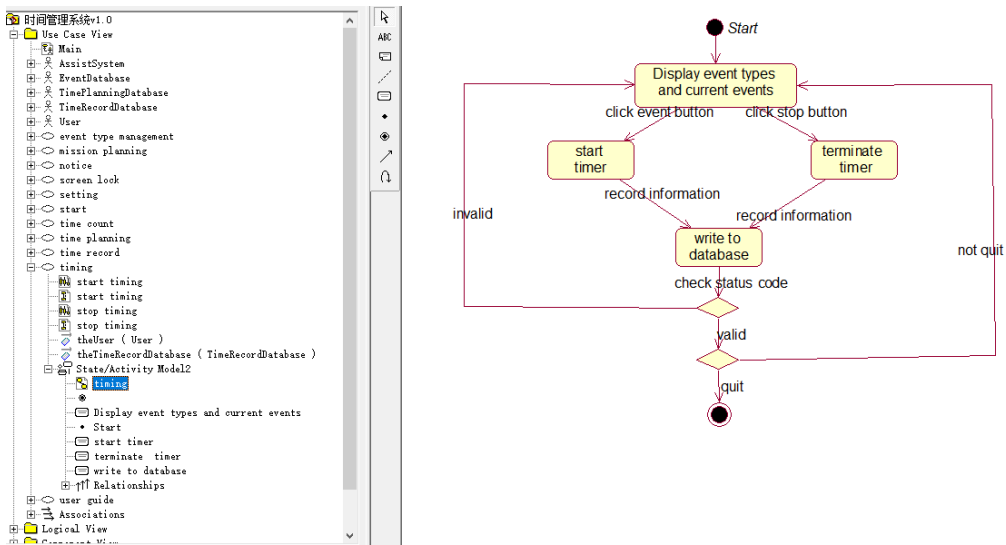 时间管理系统v1.0
Use Case View
Main
AssistSystem
EventDatabase
TimePlanningDatabase
TimeRecordDatabase
User
event type management
mission planning
notice
screen lock
setting
start
time count
time planning
time record
timing
start timing
start timing
stop timing
stop timing
theUser ( User )
theTimeRecordDatabase ( TimeRecordDatabase )
State/Activity Model2
timing
Display event types and current events
Start
start timer
terminate timer
write to database
Relationships
user guide
Associations
Logical View
Component View
ABC
Start
Display event types
and current events
click event button
click stop button
start
timer
terminate
timer
record information
record information
invalid
write to
database
not quit
check status code
valid
quit